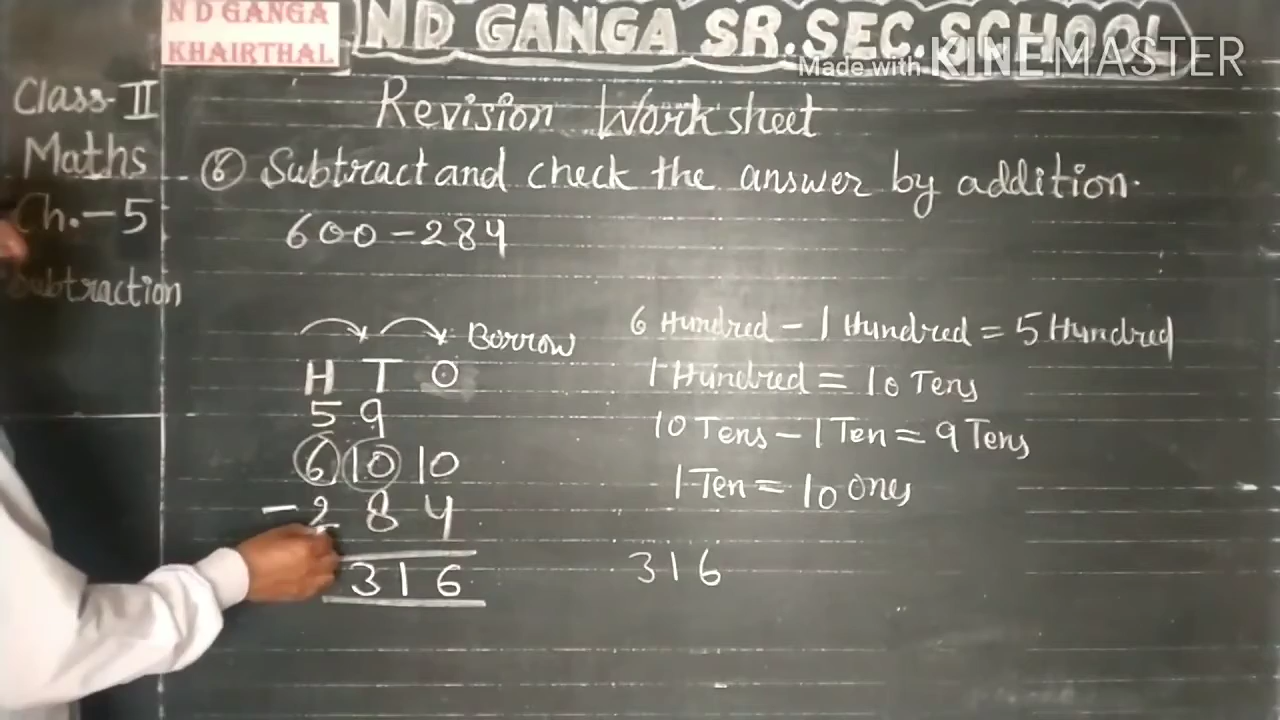 N D GANGA
KHAIRTHAL
ND GANGA SR.SEC.SCHOOL
Made with KINEMASTER
Class-II
Maths
Ch.-5
Subtraction
Revision Worksheet
⑧ Subtract and check the answer by addition.
600-284
Borrow
H T O
5 9
6 10 10
- 2 8 4
3 1 6
6 Hundred - 1 Hundred = 5 Hundred
1 Hundred = 10 Tens
10 Tens - 1 Ten = 9 Tens
1 Ten = 10 Ones
316